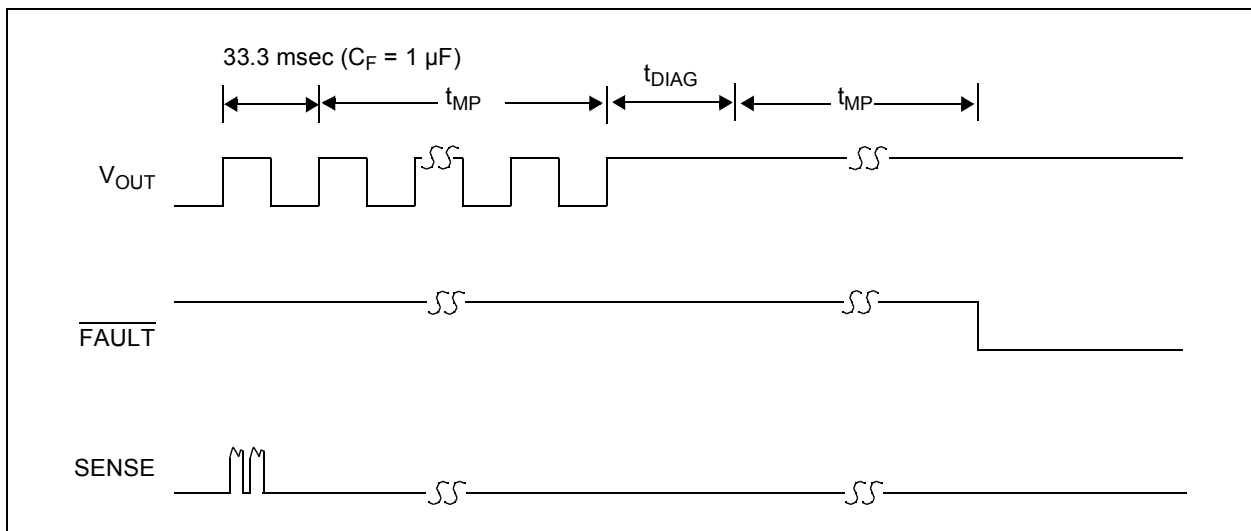 33.3 msec (CF = 1 µF)
tMP
tDIAG
tMP
VOUT
FAULT
SENSE